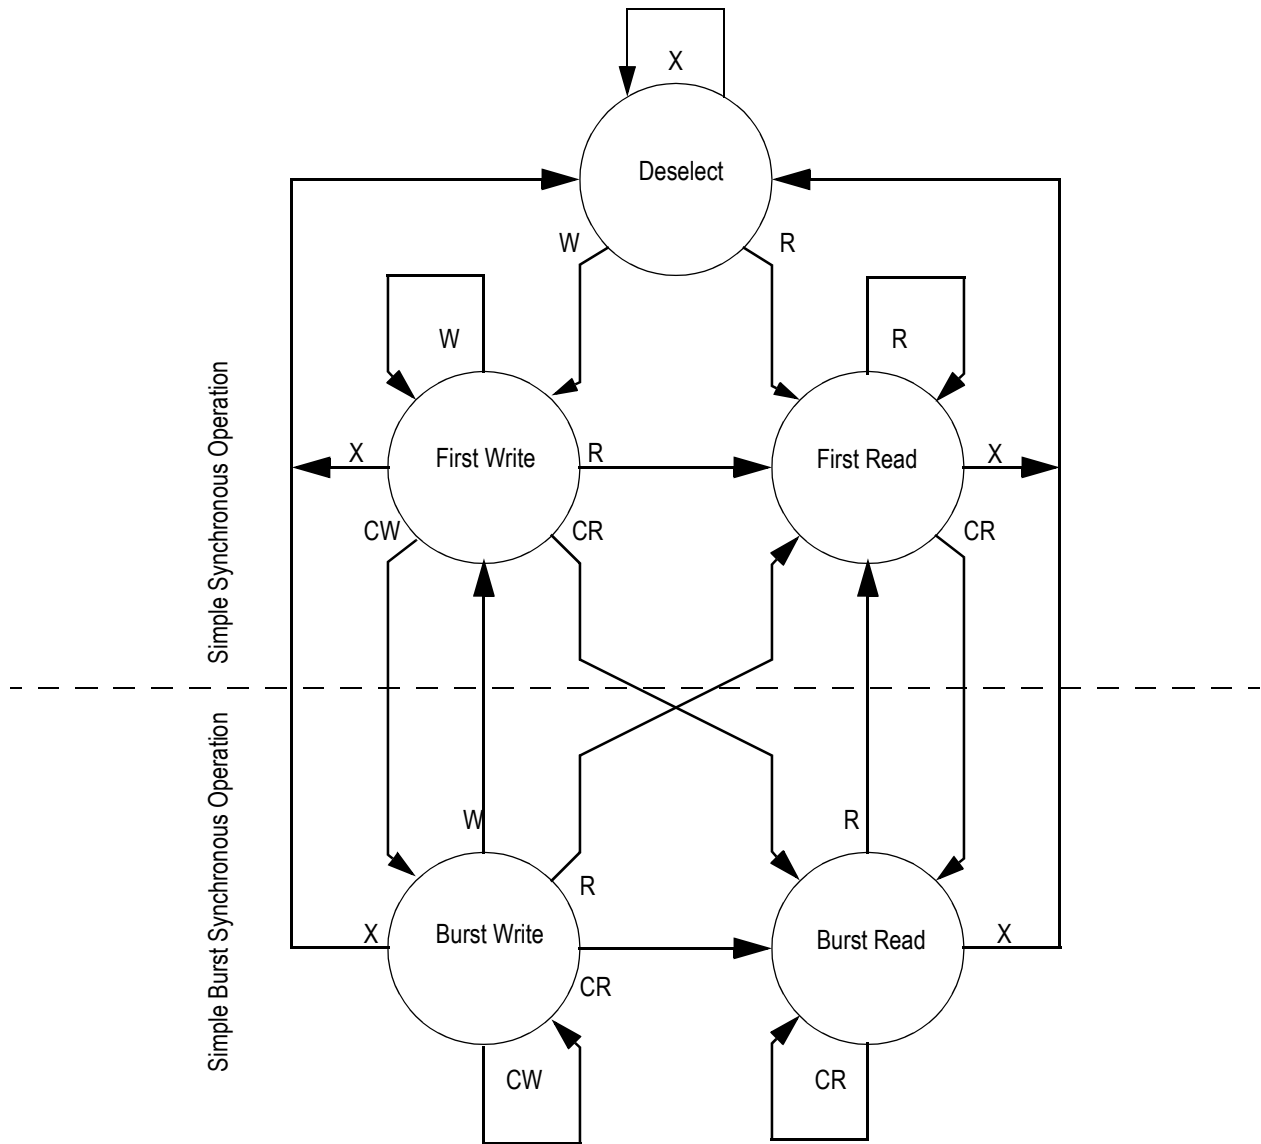 X
Deselect
W
R
W
R
X
First Write
R
First Read
X
CW
CR
CR
Simple Synchronous Operation
Simple Burst Synchronous Operation
W
R
R
X
Burst Write
Burst Read
X
CR
CW
CR